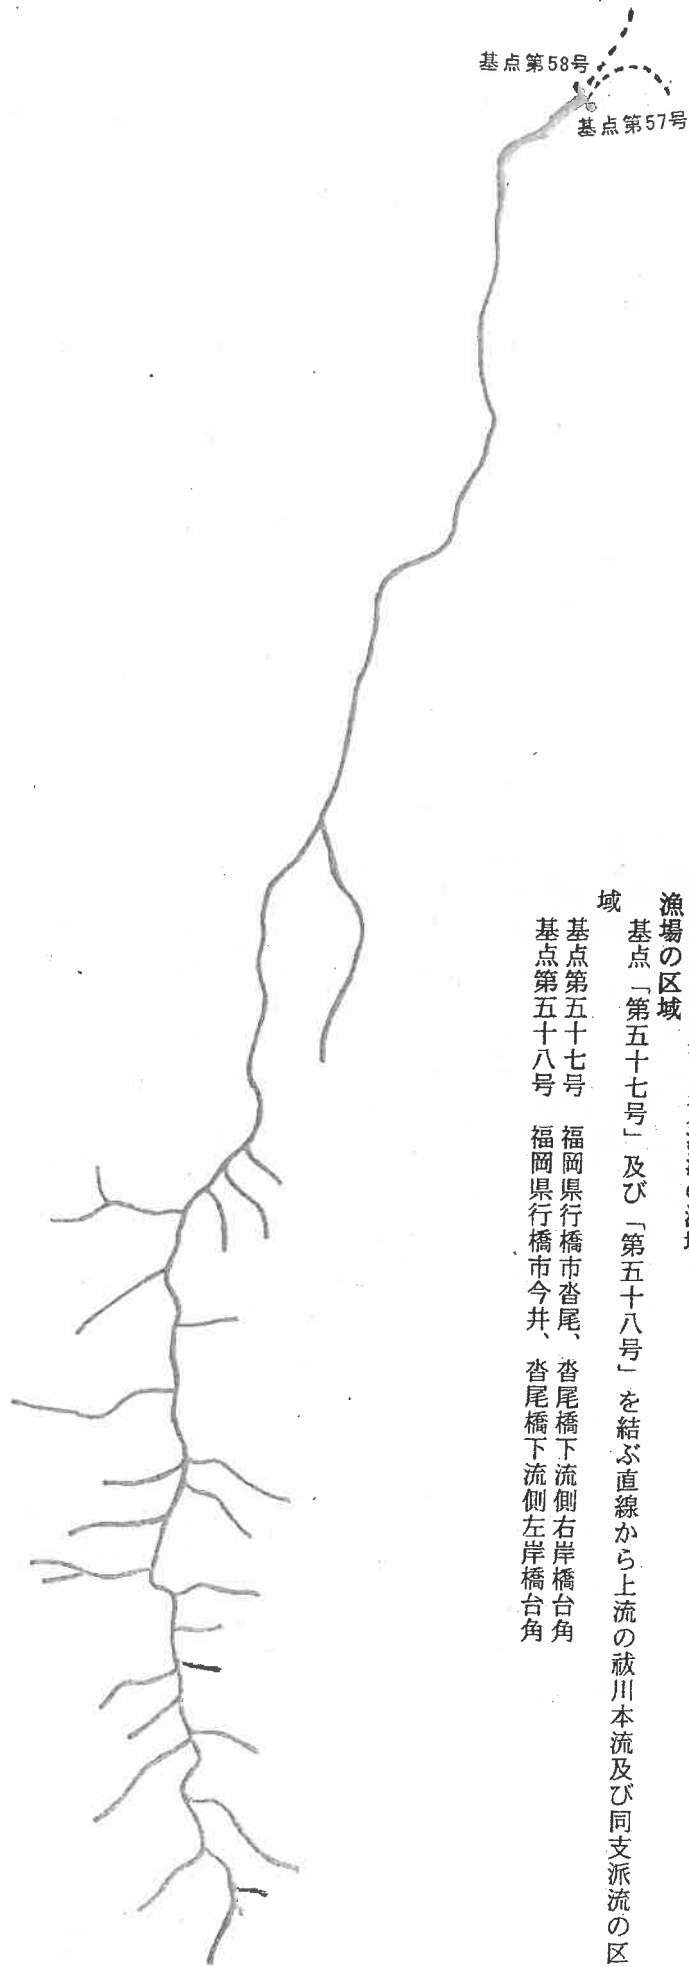 基点第58号
基点第57号
漁場の区域
基点「第五十七号」及び「第五十八号」を結ぶ直線から上流の祓川本流及び同支派流の区
域
基点第五十七号　福岡県行橋市沓尾、沓尾橋下流側右岸橋台角
基点第五十八号　福岡県行橋市今井、沓尾橋下流側左岸橋台角